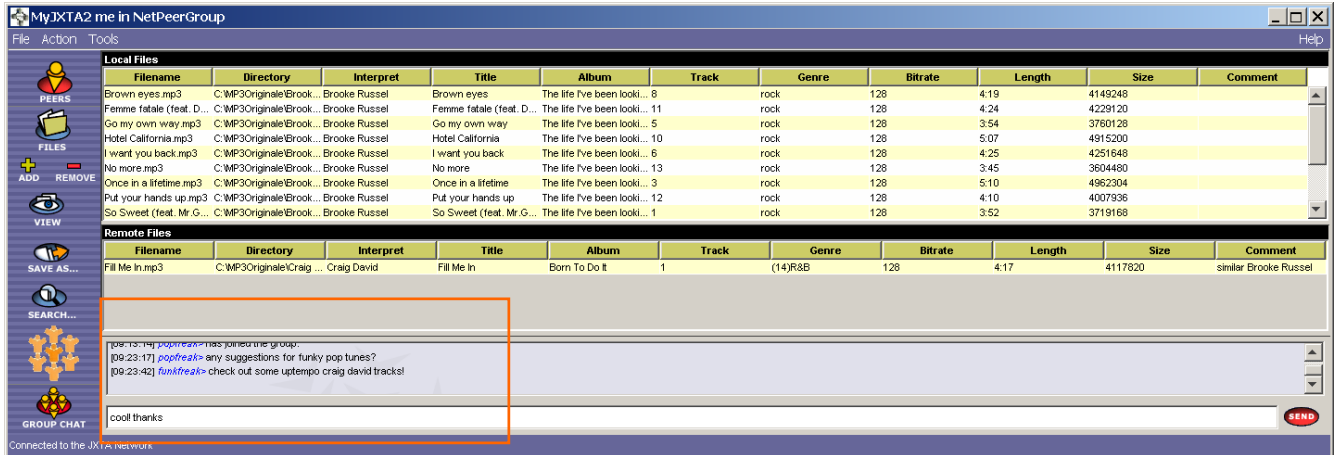 MyJXTA2 me in NetPeerGroup
File Action Tools Help
Local Files
Filename Directory Interpret Title Album Track Genre Bitrate Length Size Comment
Brown eyes.mp3 C:\MP3Originale\Brook... Brooke Russel Brown eyes The life I've been looki... 8 rock 128 4:19 4149248
Femme fatale (feat. D... C:\MP3Originale\Brook... Brooke Russel Femme fatale (feat. D... The life I've been looki... 11 rock 128 4:24 4229120
Go my own way.mp3 C:\MP3Originale\Brook... Brooke Russel Go my own way The life I've been looki... 5 rock 128 3:54 3760128
Hotel California.mp3 C:\MP3Originale\Brook... Brooke Russel Hotel California The life I've been looki... 10 rock 128 5:07 4915200
I want you back.mp3 C:\MP3Originale\Brook... Brooke Russel I want you back The life I've been looki... 6 rock 128 4:25 4251648
No more.mp3 C:\MP3Originale\Brook... Brooke Russel No more The life I've been looki... 13 rock 128 3:45 3604480
Once in a lifetime.mp3 C:\MP3Originale\Brook... Brooke Russel Once in a lifetime The life I've been looki... 3 rock 128 5:10 4962304
Put your hands up.mp3 C:\MP3Originale\Brook... Brooke Russel Put your hands up The life I've been looki... 12 rock 128 4:10 4007936
So Sweet (feat. Mr.G... C:\MP3Originale\Brook... Brooke Russel So Sweet (feat. Mr.G... The life I've been looki... 1 rock 128 3:52 3719168
Remote Files
Filename Directory Interpret Title Album Track Genre Bitrate Length Size Comment
Fill Me In.mp3 C:\MP3Originale\Craig ... Craig David Fill Me In Born To Do It 1 (14)R&B 128 4:17 4117820 similar Brooke Russel
PEERS
FILES
ADD REMOVE
VIEW
SAVE AS...
SEARCH...
GROUP CHAT
[09:13:14] popfreak> has joined the group.
[09:23:17] popfreak> any suggestions for funky pop tunes?
[09:23:42] funkfreak> check out some uptempo craig david tracks!
cool! thanks
SEND
Connected to the JXTA Network